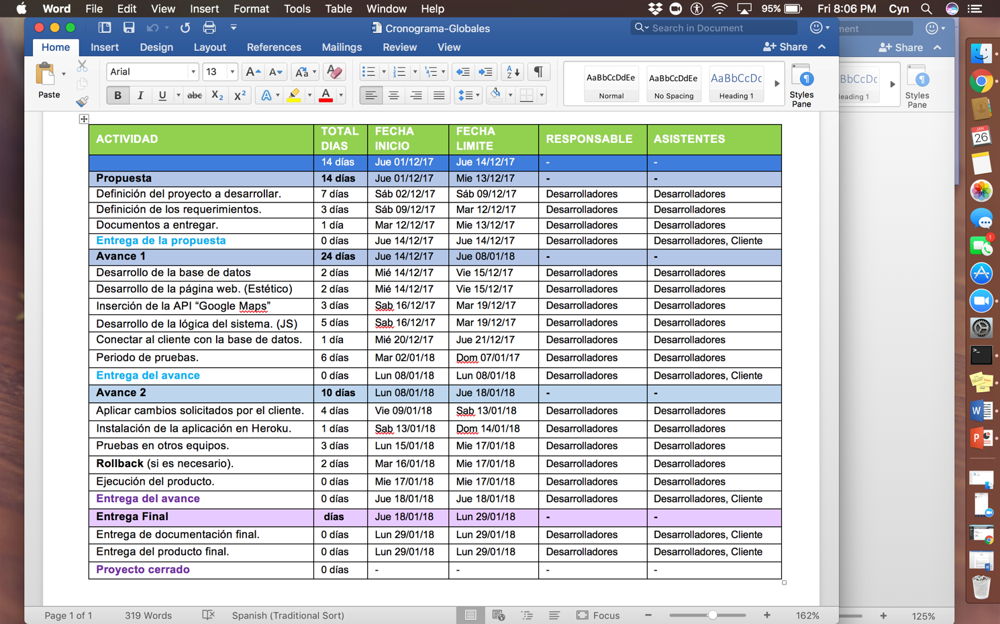 Word File Edit View Insert Format Tools Table Window Help 95% Fri 8:06 PM Cyn
Cronograma-Globales
Search in Document
Home Insert Design Layout References Mailings Review View Share
ment
Share
Paste
Arial 13
B I U abc X2 X2
AaBbCcDdEe AaBbCcDdEe AaBbCcDc
Normal No Spacing Heading 1
Styles Pane
BbCcDc
eading 1
Styles Pane
ACTIVIDAD TOTAL DIAS FECHA INICIO FECHA LIMITE RESPONSABLE ASISTENTES
14 días Jue 01/12/17 Jue 14/12/17 - -
Propuesta 14 días Jue 01/12/17 Mie 13/12/17 - -
Definición del proyecto a desarrollar. 7 días Sáb 02/12/17 Sáb 09/12/17 Desarrolladores Desarrolladores
Definición de los requerimientos. 3 días Sáb 09/12/17 Mar 12/12/17 Desarrolladores Desarrolladores
Documentos a entregar. 1 día Mar 12/12/17 Mie 13/12/17 Desarrolladores Desarrolladores
Entrega de la propuesta 0 días Jue 14/12/17 Jue 14/12/17 Desarrolladores Desarrolladores, Cliente
Avance 1 24 días Jue 14/12/17 Jue 08/01/18 - -
Desarrollo de la base de datos 2 días Mié 14/12/17 Vie 15/12/17 Desarrolladores Desarrolladores
Desarrollo de la página web. (Estético) 2 días Mié 14/12/17 Vie 15/12/17 Desarrolladores Desarrolladores
Inserción de la API “Google Maps” 3 días Sab 16/12/17 Mar 19/12/17 Desarrolladores Desarrolladores
Desarrollo de la lógica del sistema. (JS) 5 días Sab 16/12/17 Mar 19/12/17 Desarrolladores Desarrolladores
Conectar al cliente con la base de datos. 1 día Mié 20/12/17 Jue 21/12/17 Desarrolladores Desarrolladores
Periodo de pruebas. 6 días Mar 02/01/18 Dom 07/01/17 Desarrolladores Desarrolladores
Entrega del avance 0 días Lun 08/01/18 Lun 08/01/18 Desarrolladores Desarrolladores, Cliente
Avance 2 10 días Lun 08/01/18 Jue 18/01/18 - -
Aplicar cambios solicitados por el cliente. 4 días Vie 09/01/18 Sab 13/01/18 Desarrolladores Desarrolladores
Instalación de la aplicación en Heroku. 1 días Sab 13/01/18 Dom 14/01/18 Desarrolladores Desarrolladores
Pruebas en otros equipos. 3 días Lun 15/01/18 Mie 17/01/18 Desarrolladores Desarrolladores
Rollback (si es necesario). 2 días Mar 16/01/18 Mie 17/01/18 Desarrolladores Desarrolladores
Ejecución del producto. 0 días Mie 17/01/18 Mie 17/01/18 Desarrolladores Desarrolladores
Entrega del avance 0 días Jue 18/01/18 Jue 18/01/18 Desarrolladores Desarrolladores, Cliente
Entrega Final días Jue 18/01/18 Lun 29/01/18 - -
Entrega de documentación final. 0 días Lun 29/01/18 Lun 29/01/18 Desarrolladores Desarrolladores, Cliente
Entrega del producto final. 0 días Lun 29/01/18 Lun 29/01/18 Desarrolladores Desarrolladores, Cliente
Proyecto cerrado 0 días - - - -
Page 1 of 1 319 Words Spanish (Traditional Sort) Focus 162%
125%
JAN
26
1